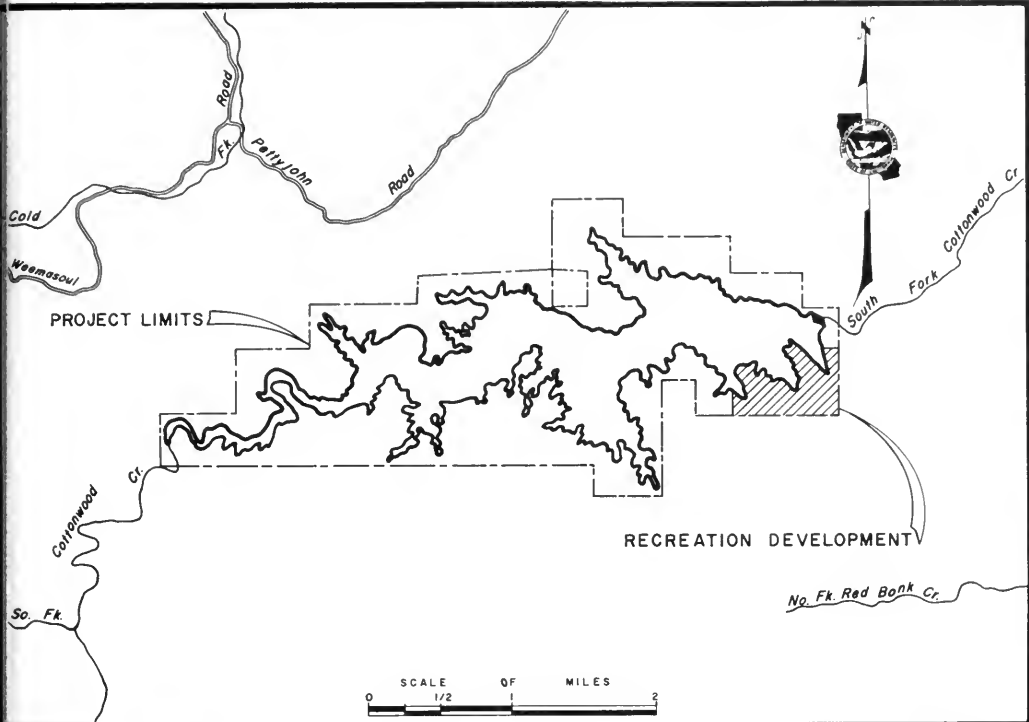 N
Road
Fk.
Pettyjohn
Road
Cold
Weemasoul
Cottonwood Cr
South Fork
PROJECT LIMITS
Cottonwood Cr.
RECREATION DEVELOPMENT
No. Fk. Red Bank Cr.
So. Fk.
SCALE OF MILES
0 1/2 1 2